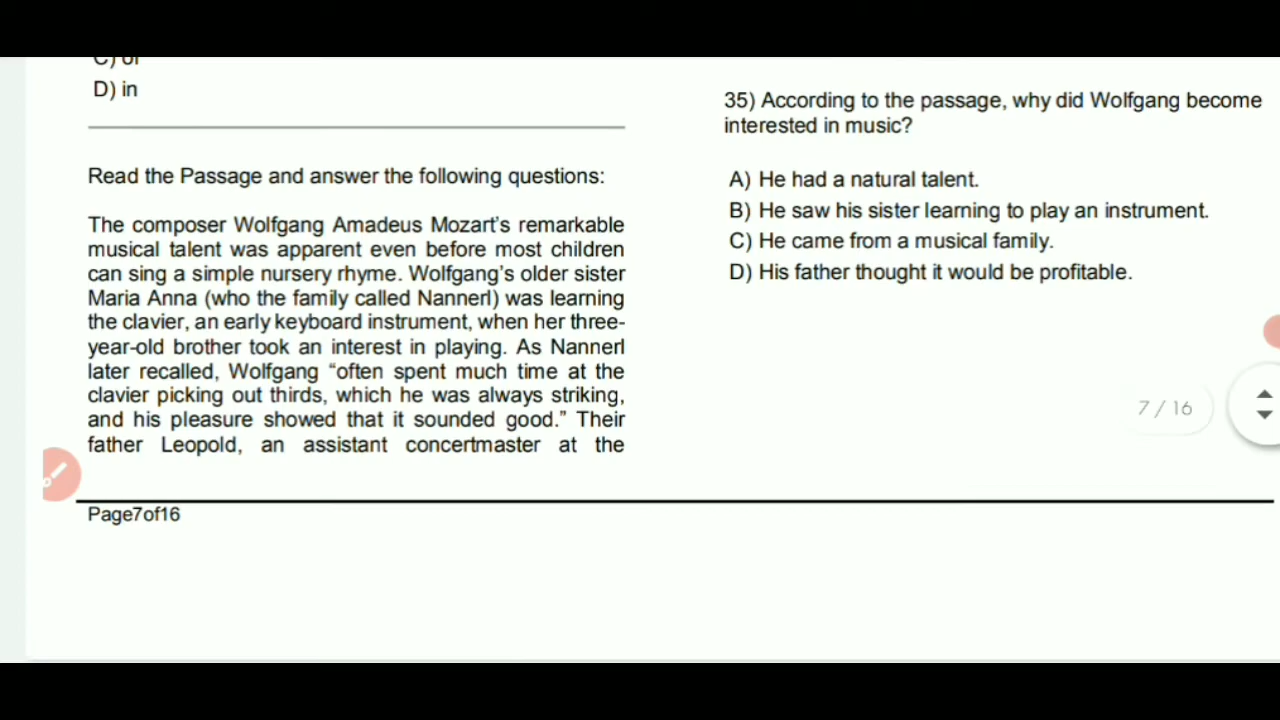 D) in
Read the Passage and answer the following questions:
The composer Wolfgang Amadeus Mozart's remarkable
musical talent was apparent even before most children
can sing a simple nursery rhyme. Wolfgang's older sister
Maria Anna (who the family called Nannerl) was learning
the clavier, an early keyboard instrument, when her three-
year-old brother took an interest in playing. As Nannerl
later recalled, Wolfgang “often spent much time at the
clavier picking out thirds, which he was always striking,
and his pleasure showed that it sounded good.” Their
father Leopold, an assistant concertmaster at the
35) According to the passage, why did Wolfgang become
interested in music?
A) He had a natural talent.
B) He saw his sister learning to play an instrument.
C) He came from a musical family.
D) His father thought it would be profitable.
7 / 16
Page7of16